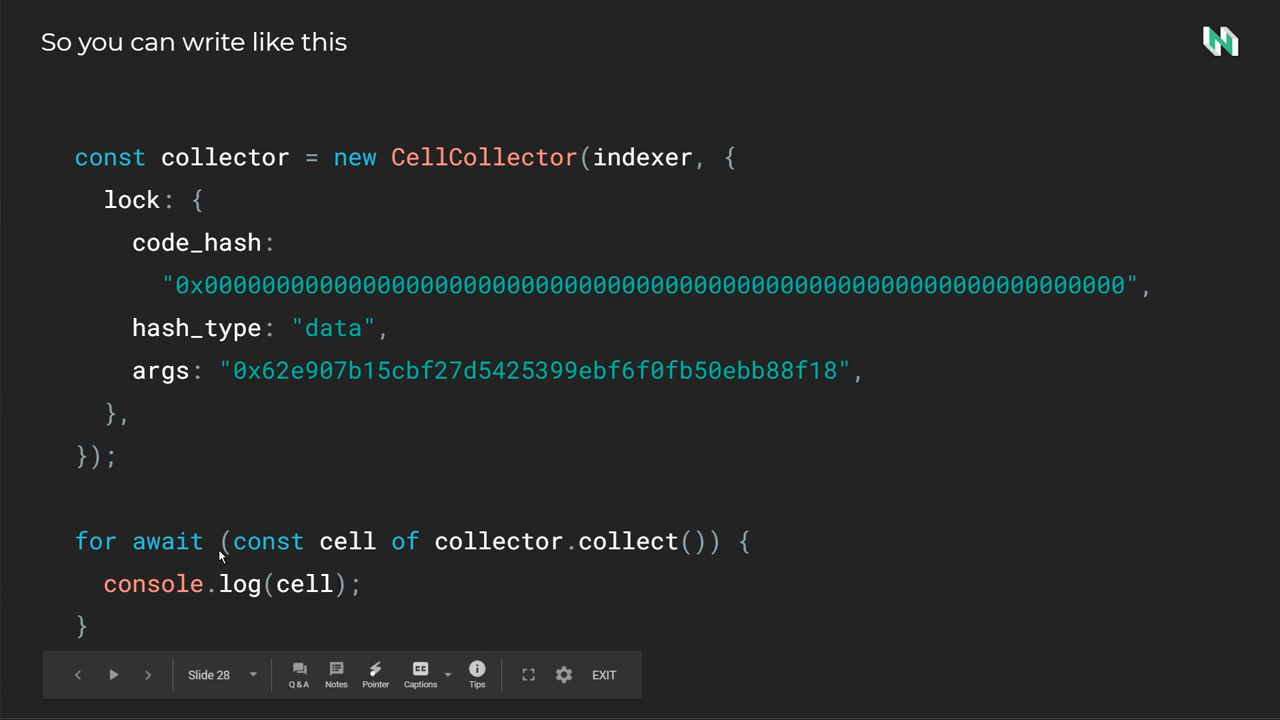 So you can write like this
const collector = new CellCollector(indexer, {
lock: {
code_hash:
"0x0000000000000000000000000000000000000000000000000000000000000000",
hash_type: "data",
args: "0x62e907b15cbf27d5425399ebf6f0fb50ebb88f18",
},
});
for await (const cell of collector.collect()) {
console.log(cell);
}
Slide 28
Q & A
Notes
Pointer
CC
Captions
Tips
EXIT